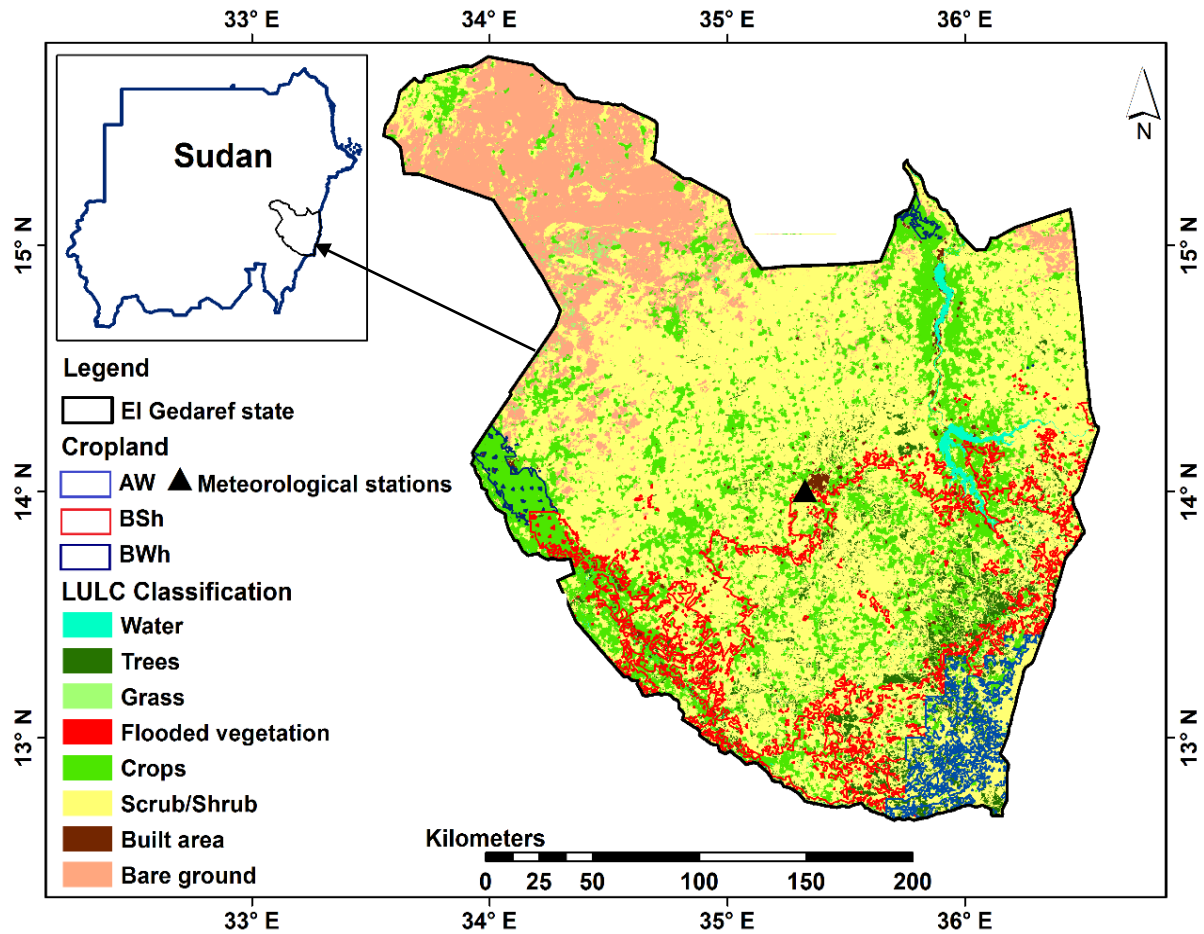 33° E 34° E 35° E 36° E
Sudan
N
15° N
15° N
14° N
14° N
13° N
13° N
Legend
El Gedaref state
Cropland
AW
Meteorological stations
BSh
BWh
LULC Classification
Water
Trees
Grass
Flooded vegetation
Crops
Scrub/Shrub
Built area
Bare ground
Kilometers
0 25 50 100 150 200
33° E 34° E 35° E 36° E